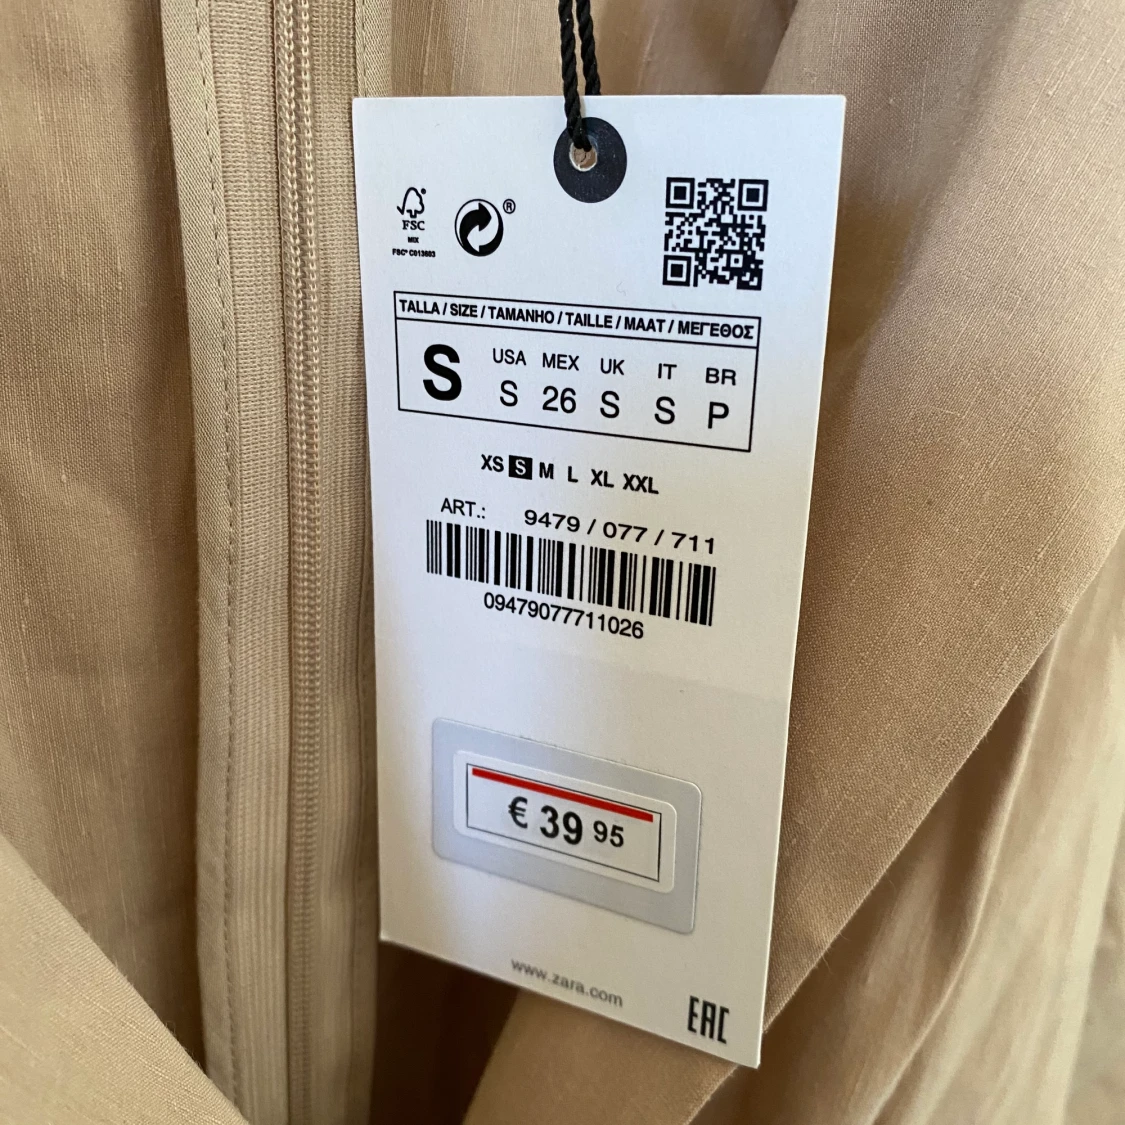 FSC
MIX
FSC® C013603
®
TALLA / SIZE / TAMANHO / TAILLE / MAAT / ΜΕΓΕΘΟΣ
S
USA MEX UK IT BR
S 26 S S P
XS S M L XL XXL
ART.: 9479 / 077 / 711
09479077711026
€ 39 95
www.zara.com
EAC